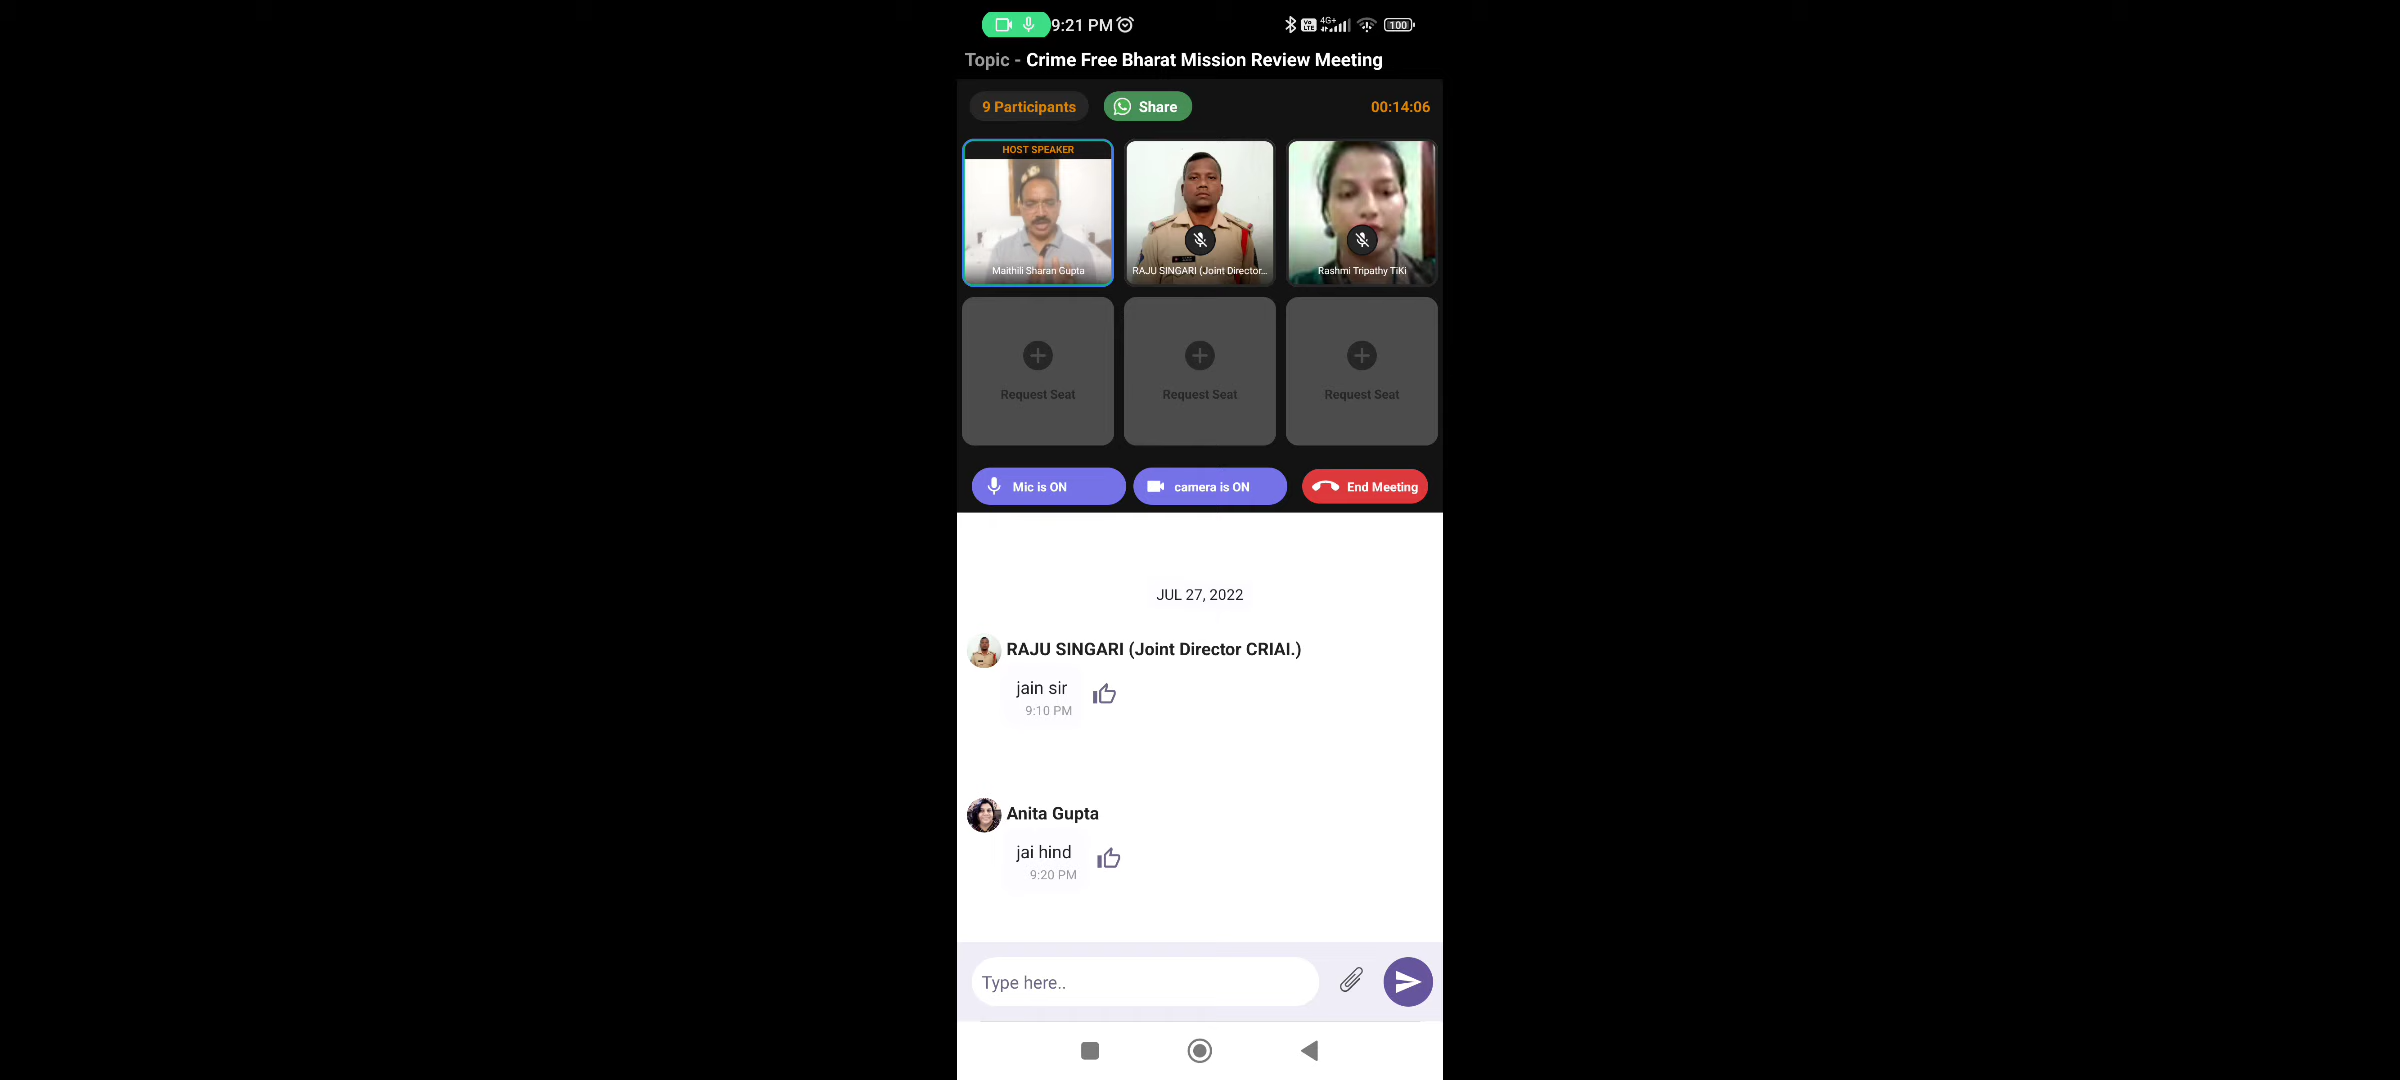 9:21 PM
4G+
Vo LTE
100
Topic - Crime Free Bharat Mission Review Meeting
9 Participants
Share
00:14:06
HOST SPEAKER
Maithili Sharan Gupta
RAJU SINGARI (Joint Director...
Rashmi Tripathy TiKi
Request Seat
Request Seat
Request Seat
Mic is ON
camera is ON
End Meeting
JUL 27, 2022
RAJU SINGARI (Joint Director CRIAI.)
jain sir
9:10 PM
Anita Gupta
jai hind
9:20 PM
Type here..